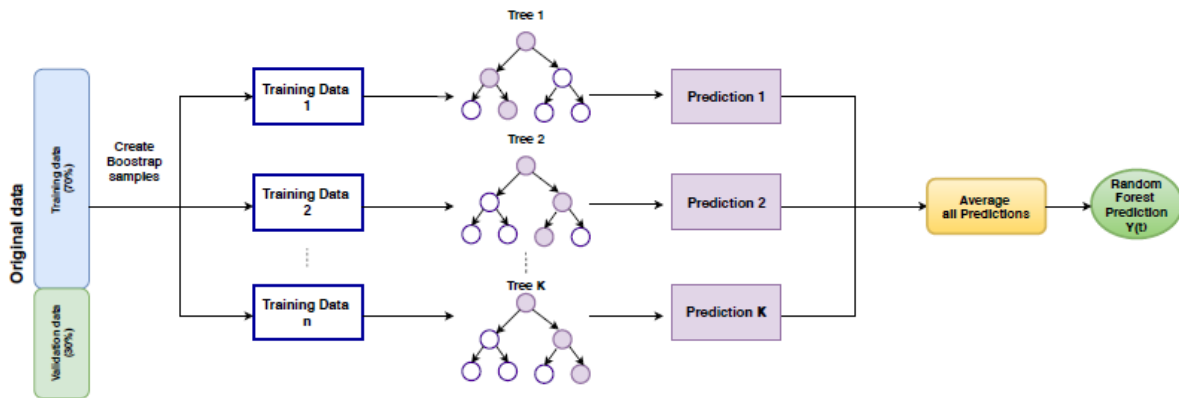 Original data
Training data
(70%)
Validation data
(30%)
Create
Boostrap
samples
Training Data
1
Training Data
2
Training Data
n
Tree 1
Tree 2
Tree K
Prediction 1
Prediction 2
Prediction K
Average
all Predictions
Random
Forest
Prediction
Y(t)